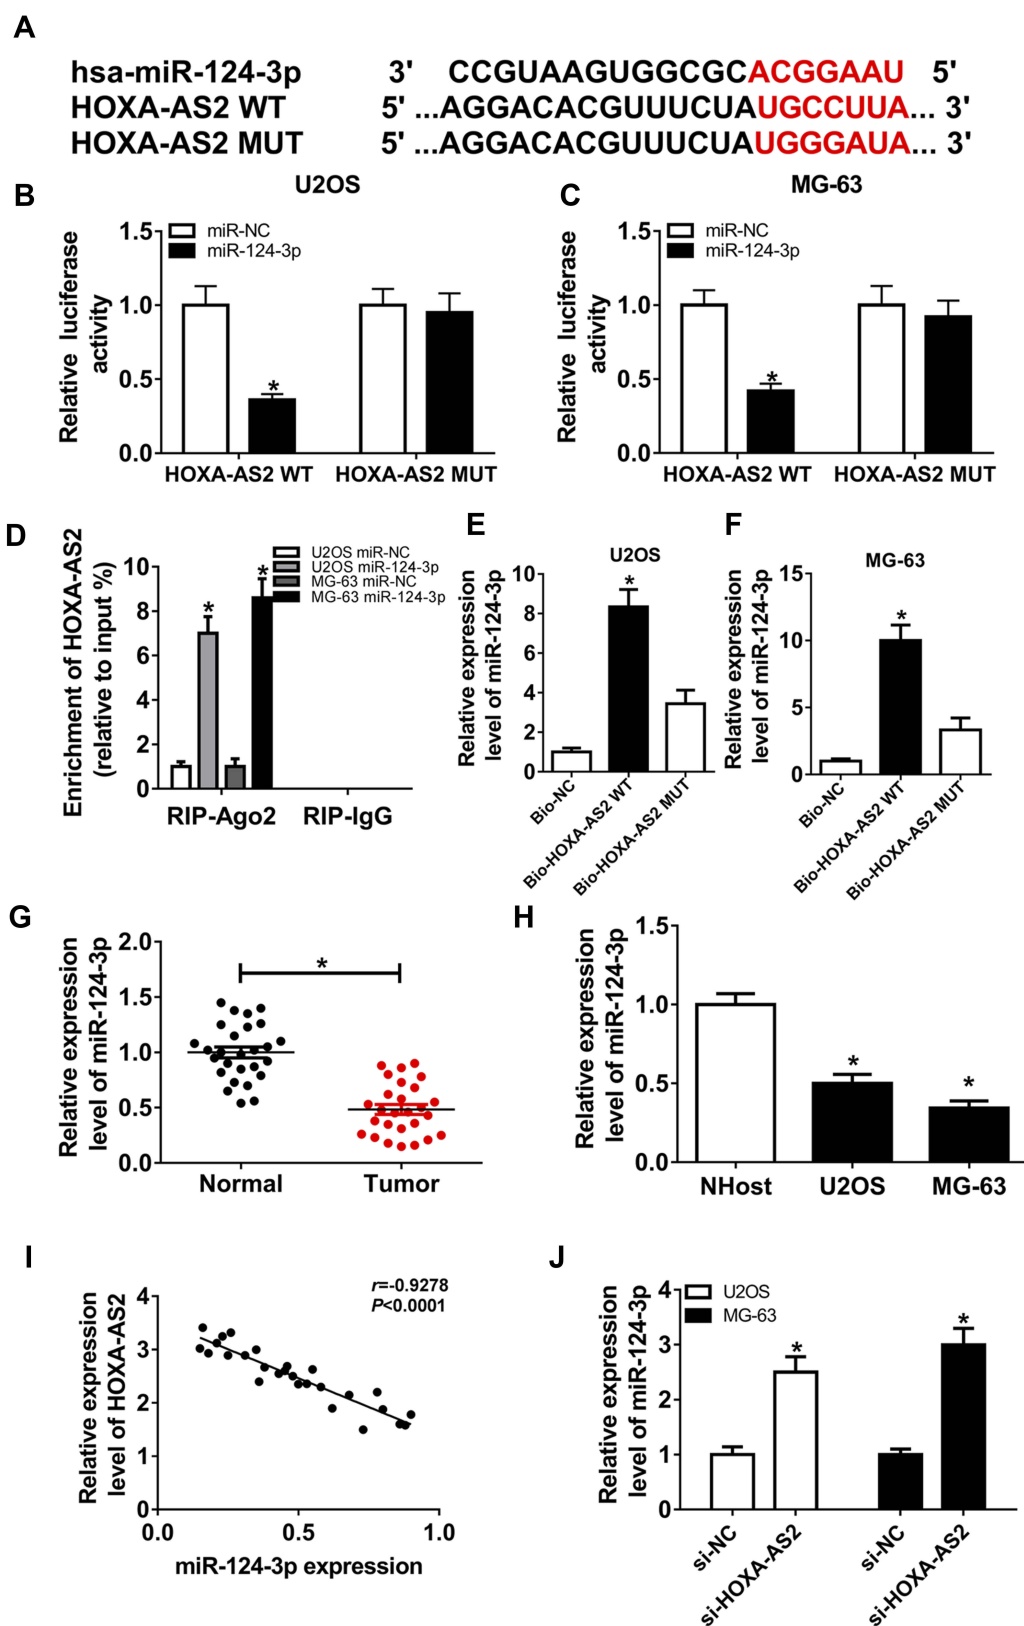 A
hsa-miR-124-3p 3' CCGUAAGUGGCGCACGGAAU 5'
HOXA-AS2 WT 5' ...AGGACACGUUUCUAUGCCUUA... 3'
HOXA-AS2 MUT 5' ...AGGACACGUUUCUAUGGGAUA... 3'
B
U2OS
Relative luciferase
activity
1.5
1.0
0.5
0.0
miR-NC
miR-124-3p
*
HOXA-AS2 WT HOXA-AS2 MUT
C
MG-63
Relative luciferase
activity
1.5
1.0
0.5
0.0
miR-NC
miR-124-3p
*
HOXA-AS2 WT HOXA-AS2 MUT
D
Enrichment of HOXA-AS2
(relative to input %)
10
8
6
4
2
0
U2OS miR-NC
U2OS miR-124-3p
MG-63 miR-NC
MG-63 miR-124-3p
* *
RIP-Ago2 RIP-IgG
E
U2OS
Relative expression
level of miR-124-3p
10
8
6
4
2
0
*
Bio-NC
Bio-HOXA-AS2 WT
Bio-HOXA-AS2 MUT
F
MG-63
Relative expression
level of miR-124-3p
15
10
5
0
*
Bio-NC
Bio-HOXA-AS2 WT
Bio-HOXA-AS2 MUT
G
Relative expression
level of miR-124-3p
2.0
1.5
1.0
0.5
0.0
*
Normal Tumor
H
Relative expression
level of miR-124-3p
1.5
1.0
0.5
0.0
* *
NHost U2OS MG-63
I
Relative expression
level of HOXA-AS2
4
3
2
1
0
r=-0.9278
P<0.0001
0.0 0.5 1.0
miR-124-3p expression
J
Relative expression
level of miR-124-3p
4
3
2
1
0
U2OS
MG-63
* *
si-NC
si-HOXA-AS2
si-NC
si-HOXA-AS2